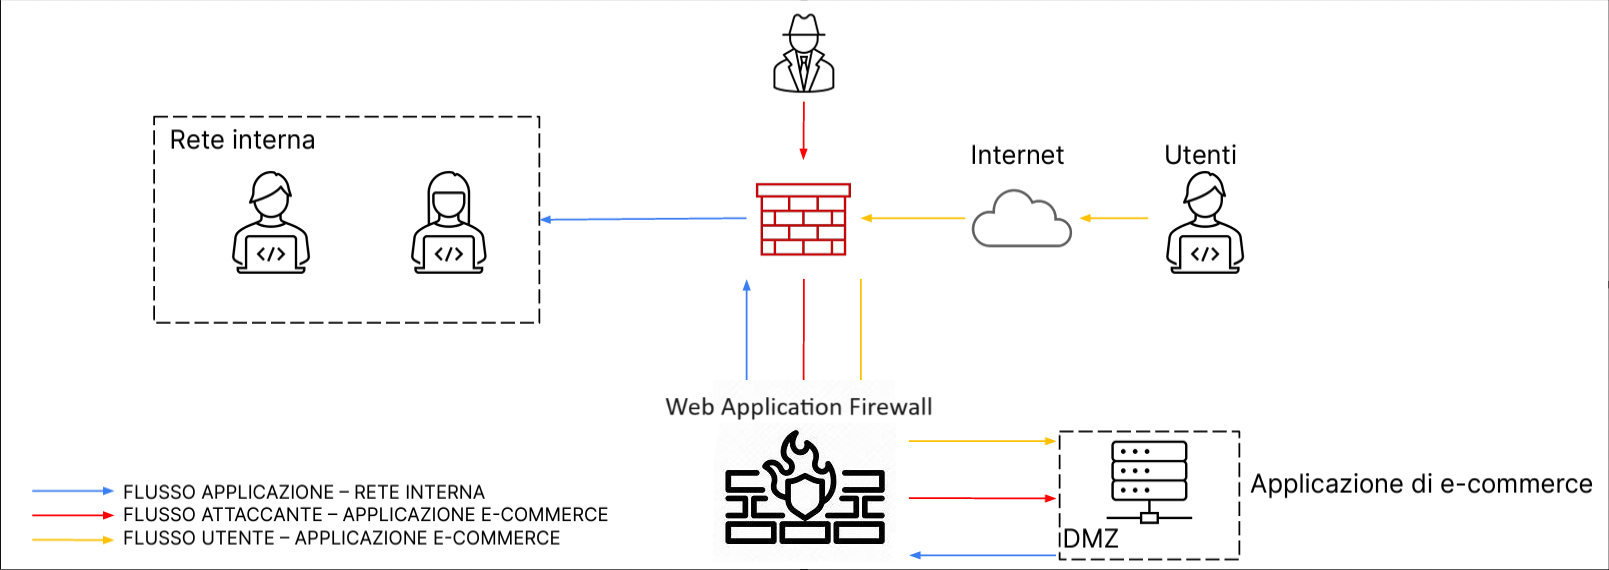 Rete interna
Internet
Utenti
</>
</>
</>
Web Application Firewall
Applicazione di e-commerce
DMZ
FLUSSO APPLICAZIONE – RETE INTERNA
FLUSSO ATTACCANTE – APPLICAZIONE E-COMMERCE
FLUSSO UTENTE – APPLICAZIONE E-COMMERCE